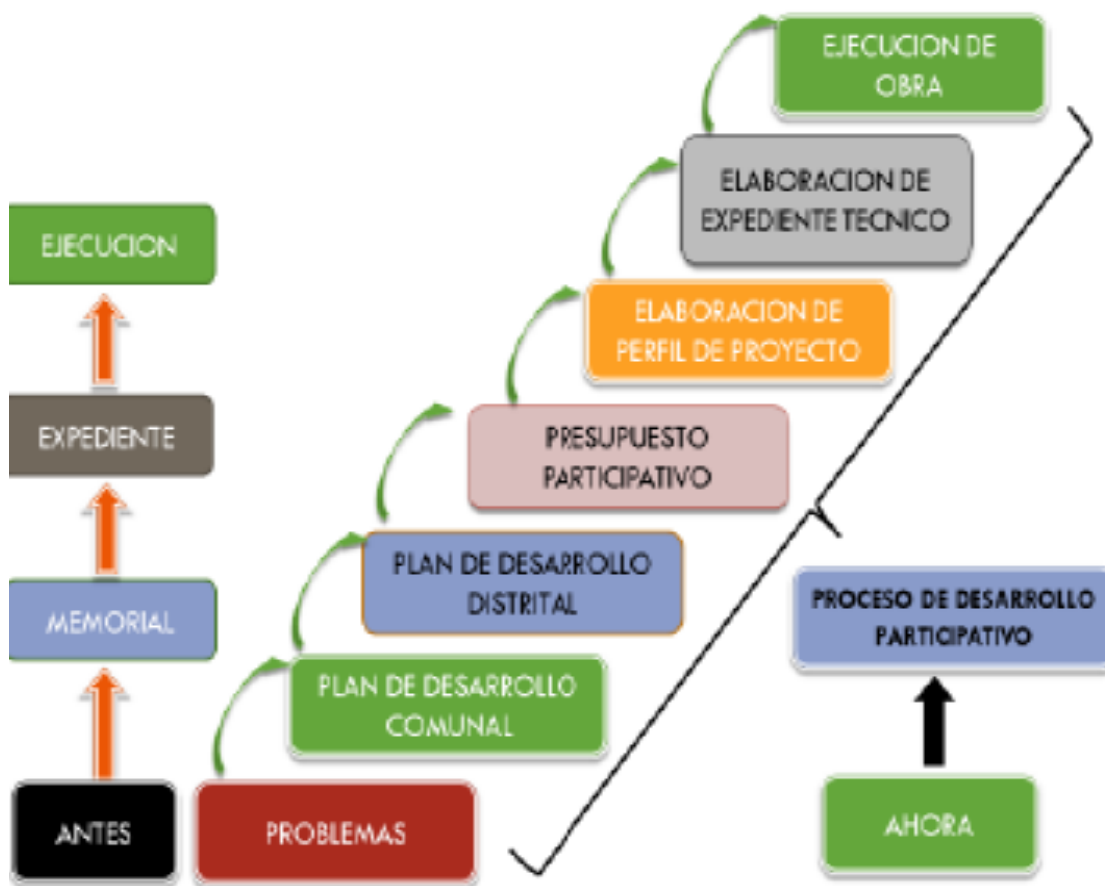 EJECUCION DE
OBRA
ELABORACION DE
EXPEDIENTE TECNICO
EJECUCION
ELABORACION DE
PERFIL DE PROYECTO
EXPEDIENTE
PRESUPUESTO
PARTICIPATIVO
PLAN DE DESARROLLO
DISTRITAL
MEMORIAL
PROCESO DE DESARROLLO
PARTICIPATIVO
PLAN DE DESARROLLO
COMUNAL
ANTES
PROBLEMAS
AHORA